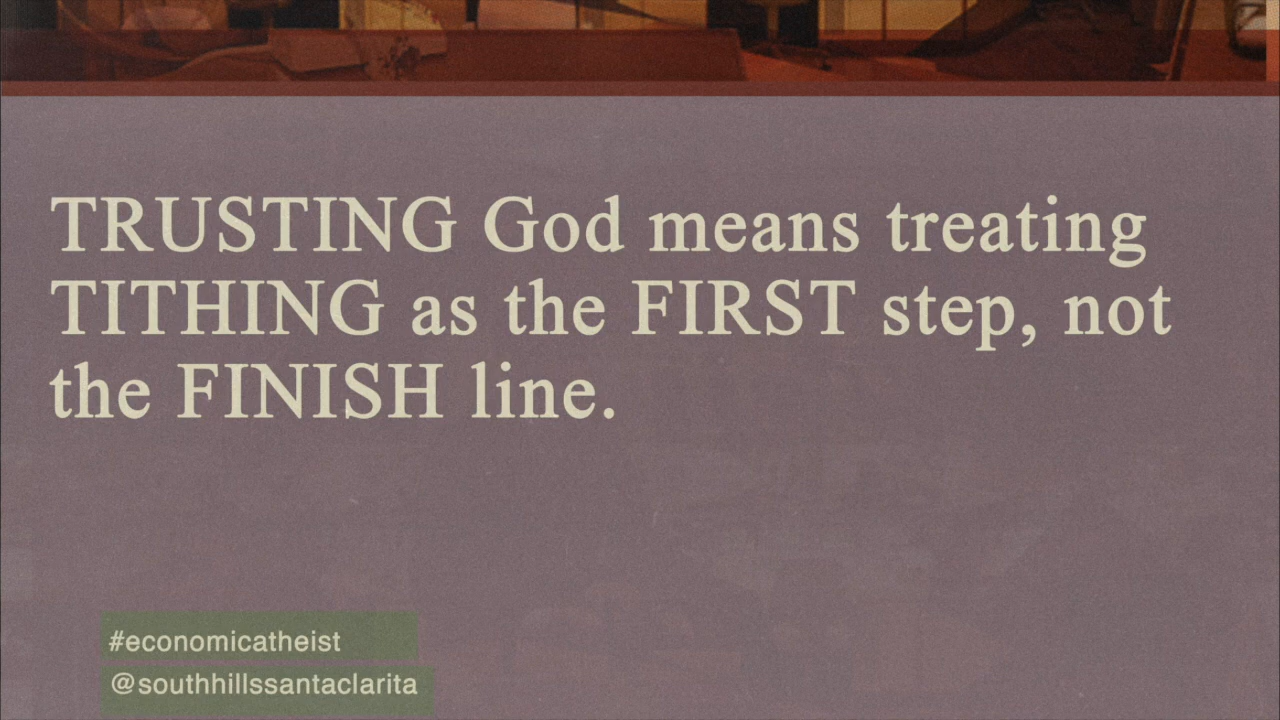 TRUSTING God means treating
TITHING as the FIRST step, not
the FINISH line.
#economicatheist
@southhillssantaclarita